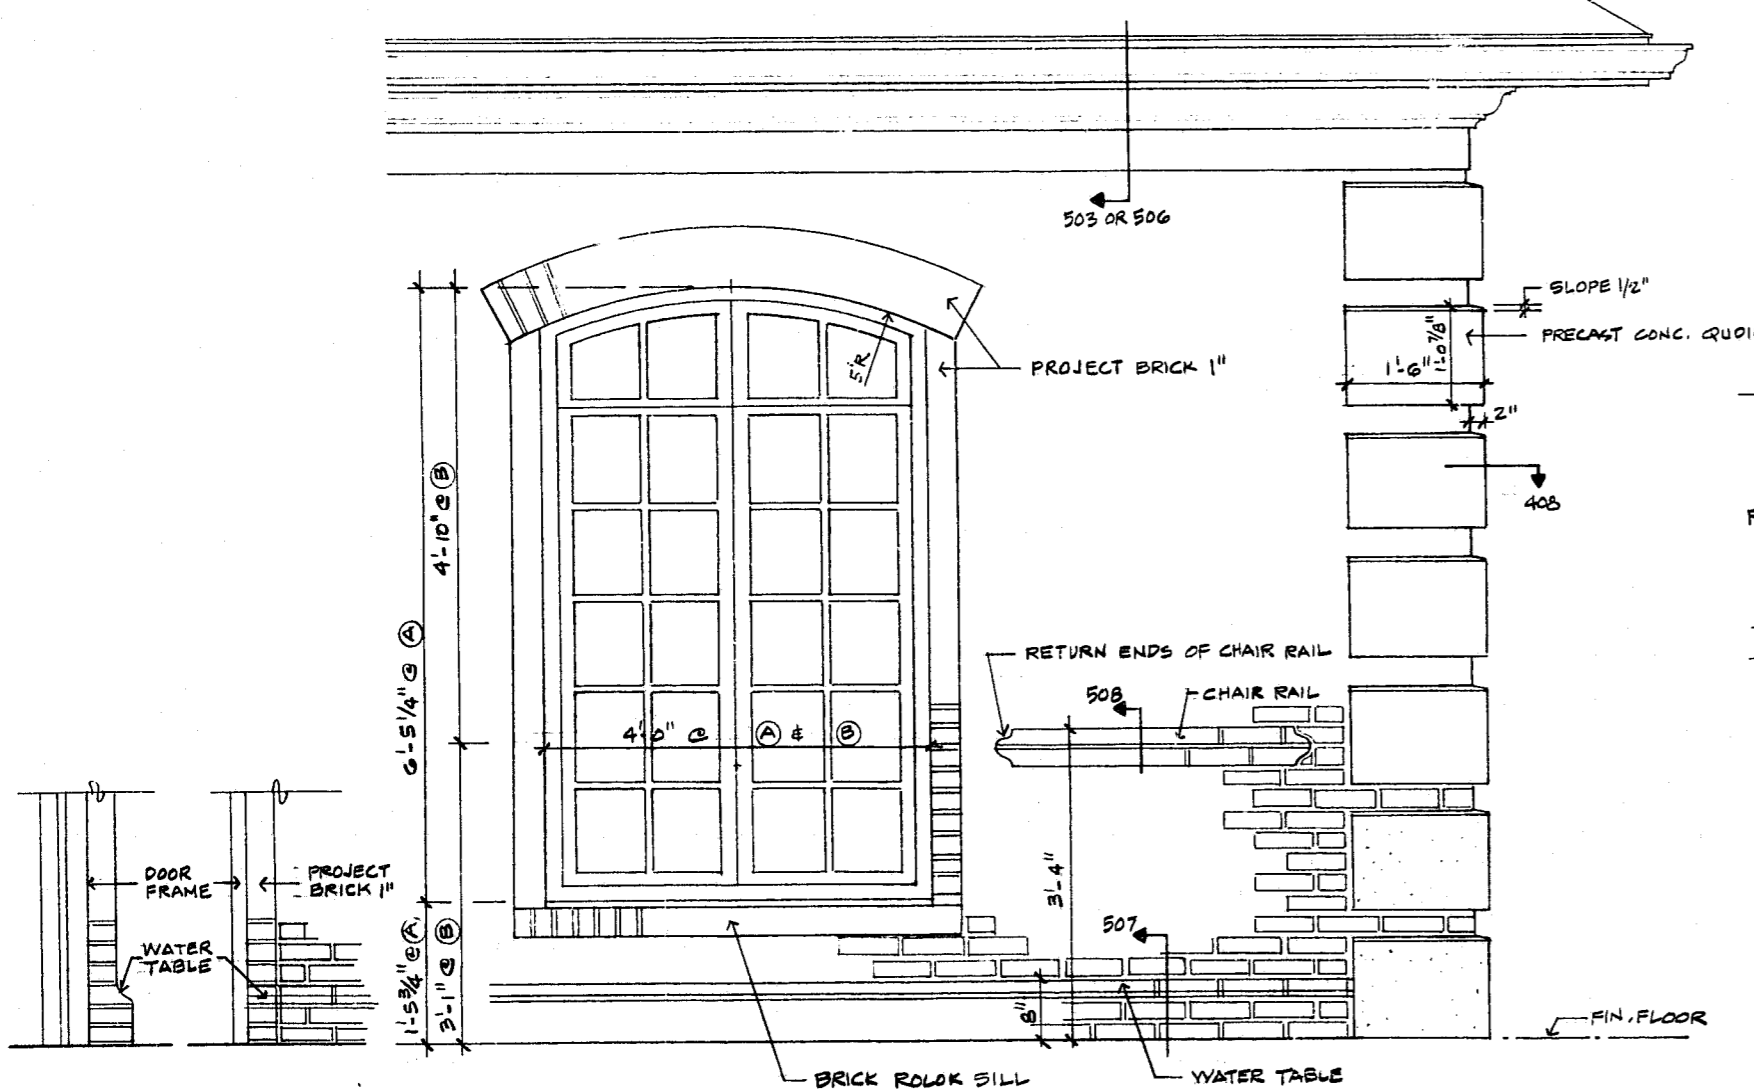 503 OR 506
SLOPE 1/2"
PRECAST CONC.
1'-6"
1'-0 7/8"
2"
408
5'R
PROJECT BRICK 1"
4'-10" @ B
6'-5 1/4" @ A
RETURN ENDS OF CHAIR RAIL
508
CHAIR RAIL
4'-0" @ A & B
3'-4"
507
DOOR
FRAME
PROJECT
BRICK 1"
WATER
TABLE
1'-5 3/4" @ A
3'-1" @ B
8"
FIN. FLOOR
BRICK ROLOK SILL
WATER TABLE